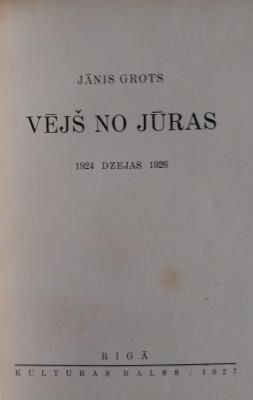 JĀNIS GROTS
VĒJŠ NO JŪRAS
1924 DZEJAS 1926
RIGĀ
KULTURAS BALSS / 1927